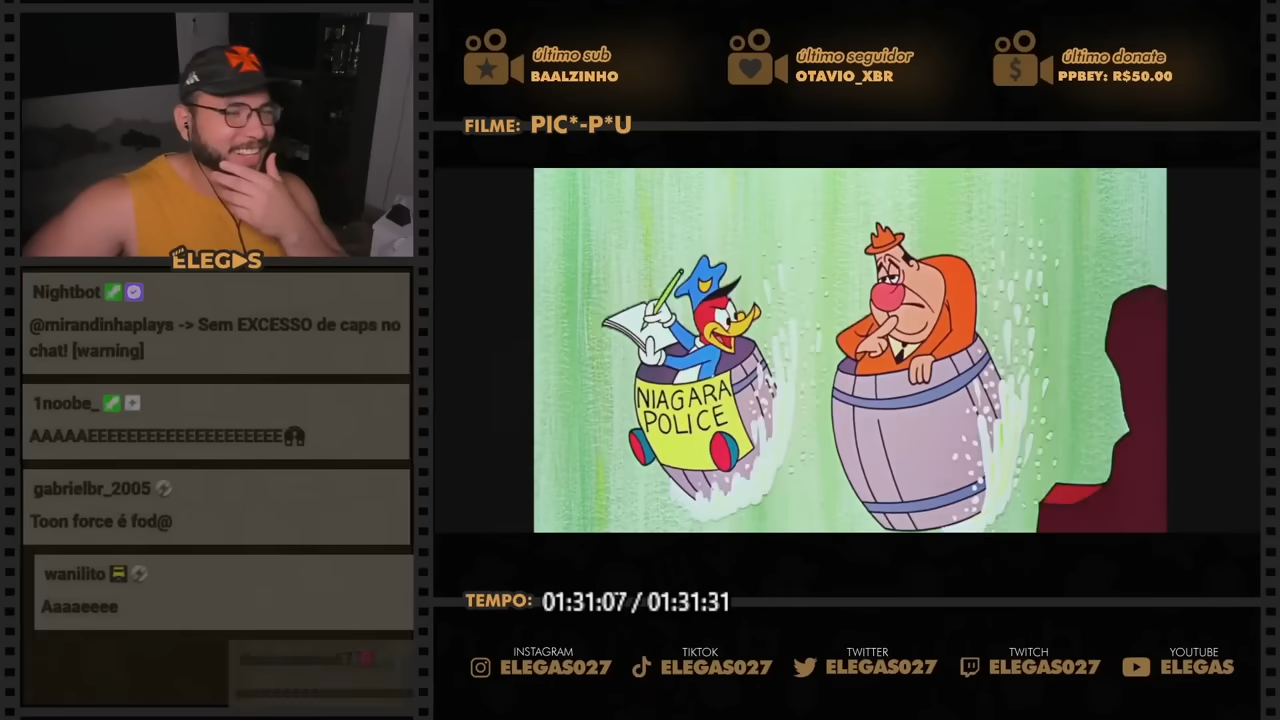 último sub
BAALZINHO
último seguidor
OTAVIO_XBR
último donate
PPBEY: R$50.00
FILME: PIC*-P*U
ELEGAS
Nightbot
@mirandinhaplays -> Sem EXCESSO de caps no
chat! [warning]
1noobe_
AAAAAEEEEEEEEEEEEEEEEEEEEE
gabrielbr_2005
Toon force é fod@
wanilito
Aaaaeeee
NIAGARA
POLICE
TEMPO: 01:31:07 / 01:31:31
INSTAGRAM
ELEGAS027
TIKTOK
ELEGAS027
TWITTER
ELEGAS027
TWITCH
ELEGAS027
YOUTUBE
ELEGAS